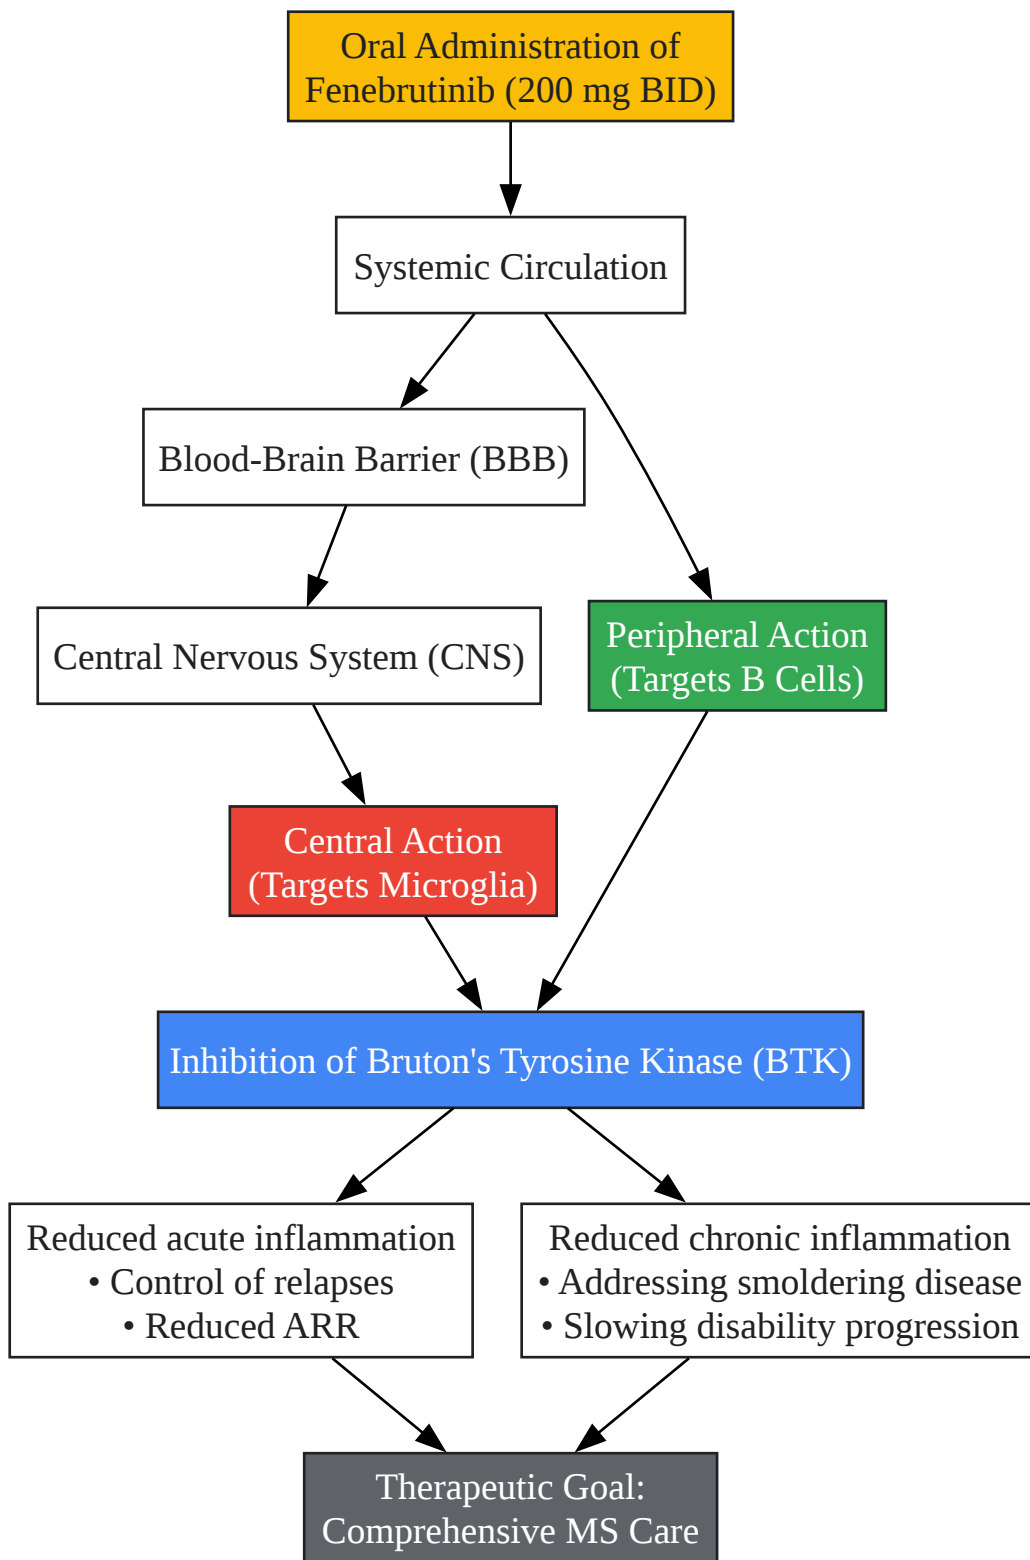 Oral Administration of
Fenebrutinib (200 mg BID)
Systemic Circulation
Blood-Brain Barrier (BBB)
Central Nervous System (CNS)
Peripheral Action
(Targets B Cells)
Central Action
(Targets Microglia)
Inhibition of Bruton's Tyrosine Kinase (BTK)
Reduced acute inflammation
• Control of relapses
• Reduced ARR
Reduced chronic inflammation
• Addressing smoldering disease
• Slowing disability progression
Therapeutic Goal:
Comprehensive MS Care